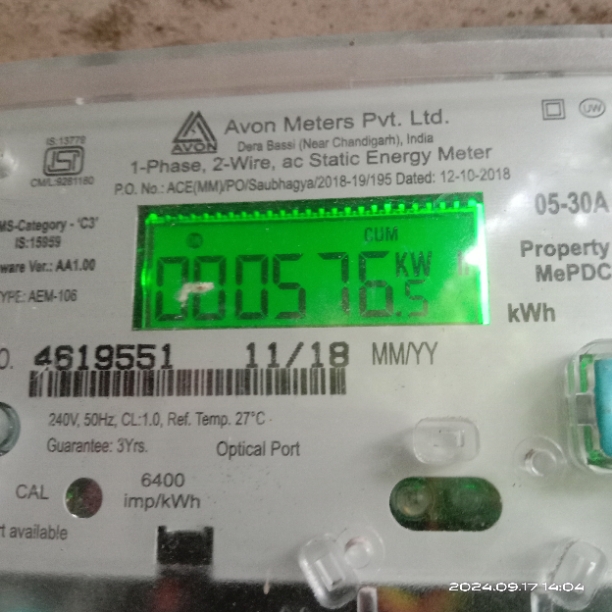 Avon Meters Pvt. Ltd.
AVON
Dera Bassi (Near Chandigarh), India
1-Phase, 2-Wire, ac Static Energy Meter
P.O. No.: ACE(MM)/PO/Saubhagya/2018-19/195 Dated: 12-10-2018
IS:13779
ISI
CM/L:9261160
UW
MS-Category - 'C3'
IS:15959
ware Ver.: AA1.00
YPE: AEM-106
CUM
000576.5 KW
05-30A
Property
MePDC
kWh
O. 4619551 11/18 MM/YY
240V, 50Hz, CL:1.0, Ref. Temp. 27°C
Guarantee: 3Yrs. Optical Port
CAL
6400
imp/kWh
rt available
2024.09.17 14:04